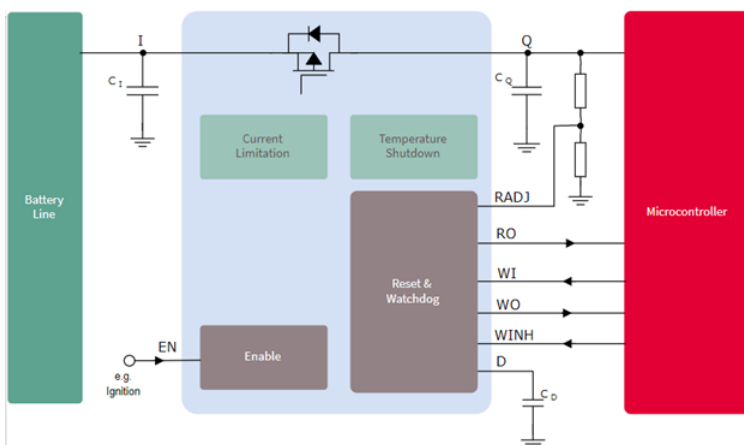 I
Q
C I
C Q
Current
Limitation
Temperature
Shutdown
Battery
Line
RADJ
Microcontroller
RO
WI
Reset &
Watchdog
WO
WINH
EN
Enable
D
e.g.
Ignition
C D